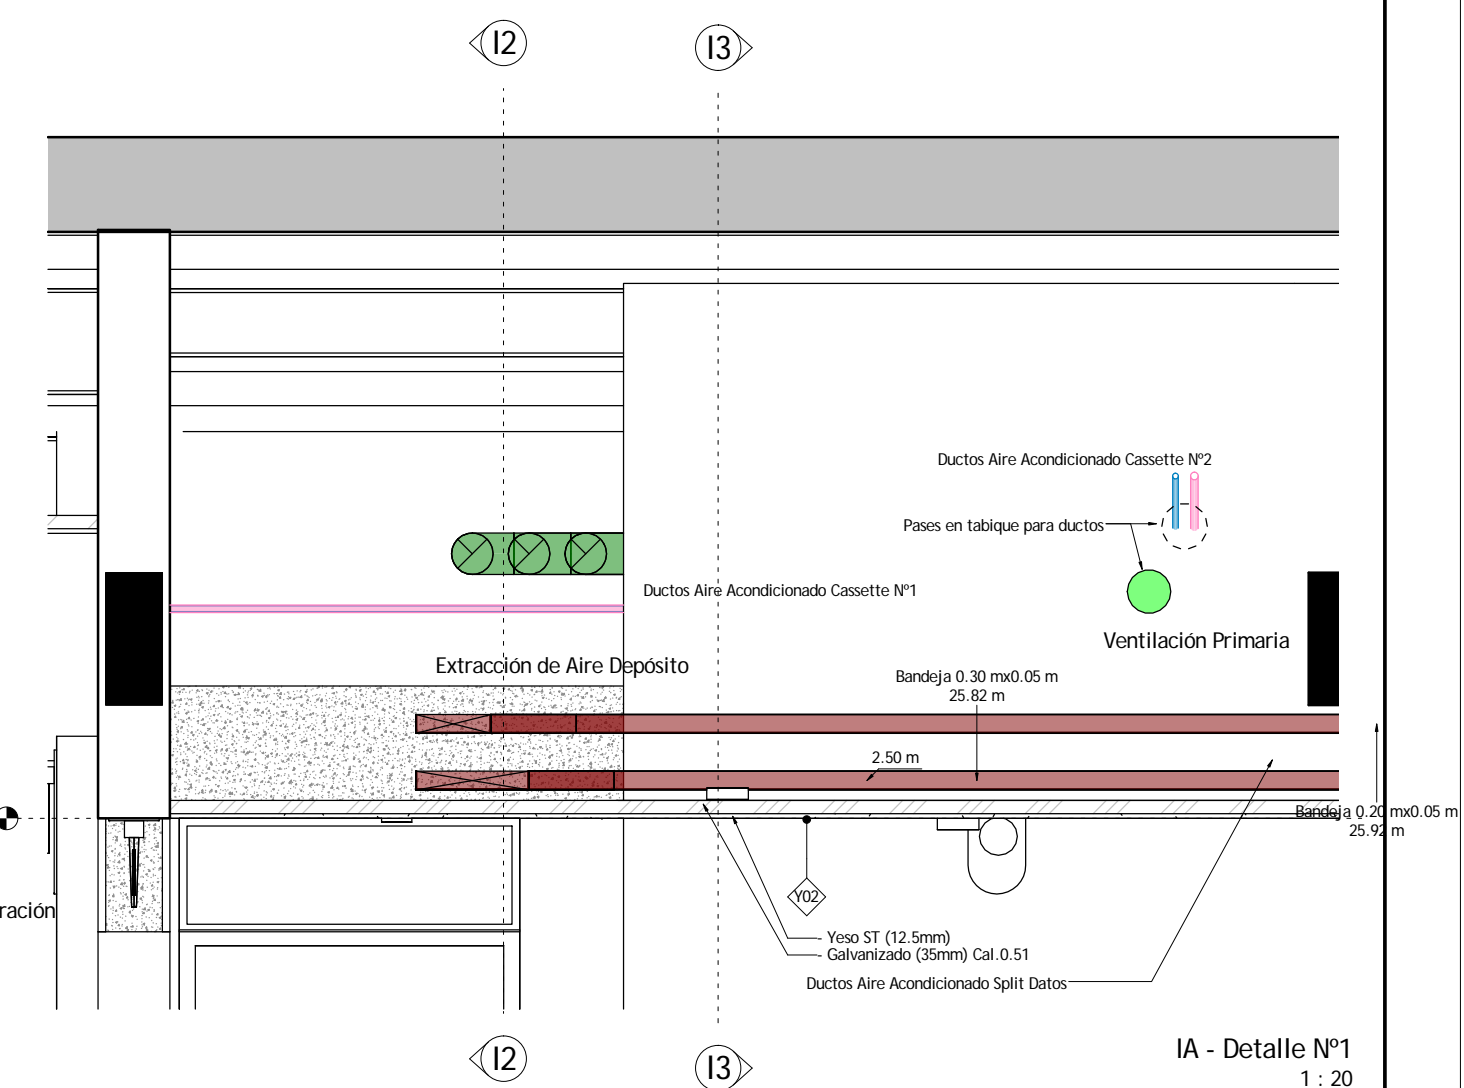 I2
I3
Ductos Aire Acondicionado Cassette Nº2
Pases en tabique para ductos
Ductos Aire Acondicionado Cassette Nº1
Ventilación Primaria
Extracción de Aire Depósito
Bandeja 0.30 mx0.05 m
25.82 m
2.50 m
Bandeja 0.20 mx0.05 m
25.92 m
Y02
ración
- Yeso ST (12.5mm)
- Galvanizado (35mm) Cal.0.51
Ductos Aire Acondicionado Split Datos
I2
I3
IA - Detalle Nº1
1 : 20